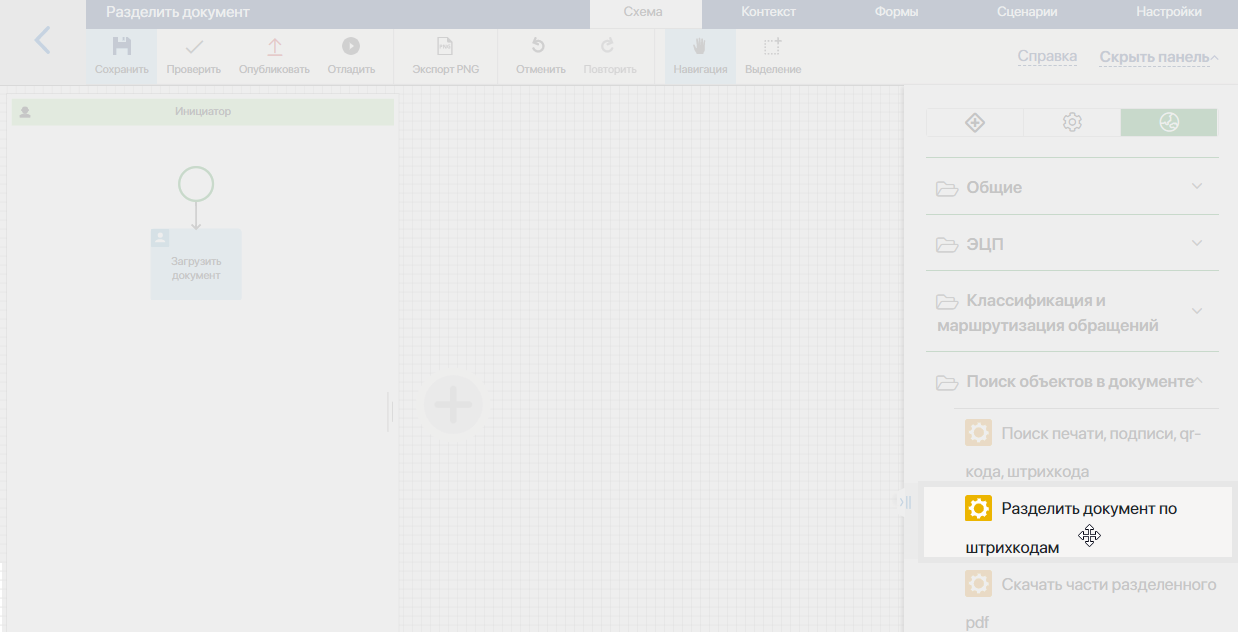 Разделить документ
Схема
Контекст
Формы
Сценарии
Настройки
Сохранить
Проверить
Опубликовать
Отладить
Экспорт PNG
Отменить
Повторить
Навигация
Выделение
Справка
Скрыть панель
Инициатор
Загрузить
документ
Общие
ЭЦП
Классификация и
маршрутизация обращений
Поиск объектов в документе
Поиск печати, подписи, qr-
кода, штрихкода
Разделить документ по
штрихкодам
Скачать части разделенного
pdf